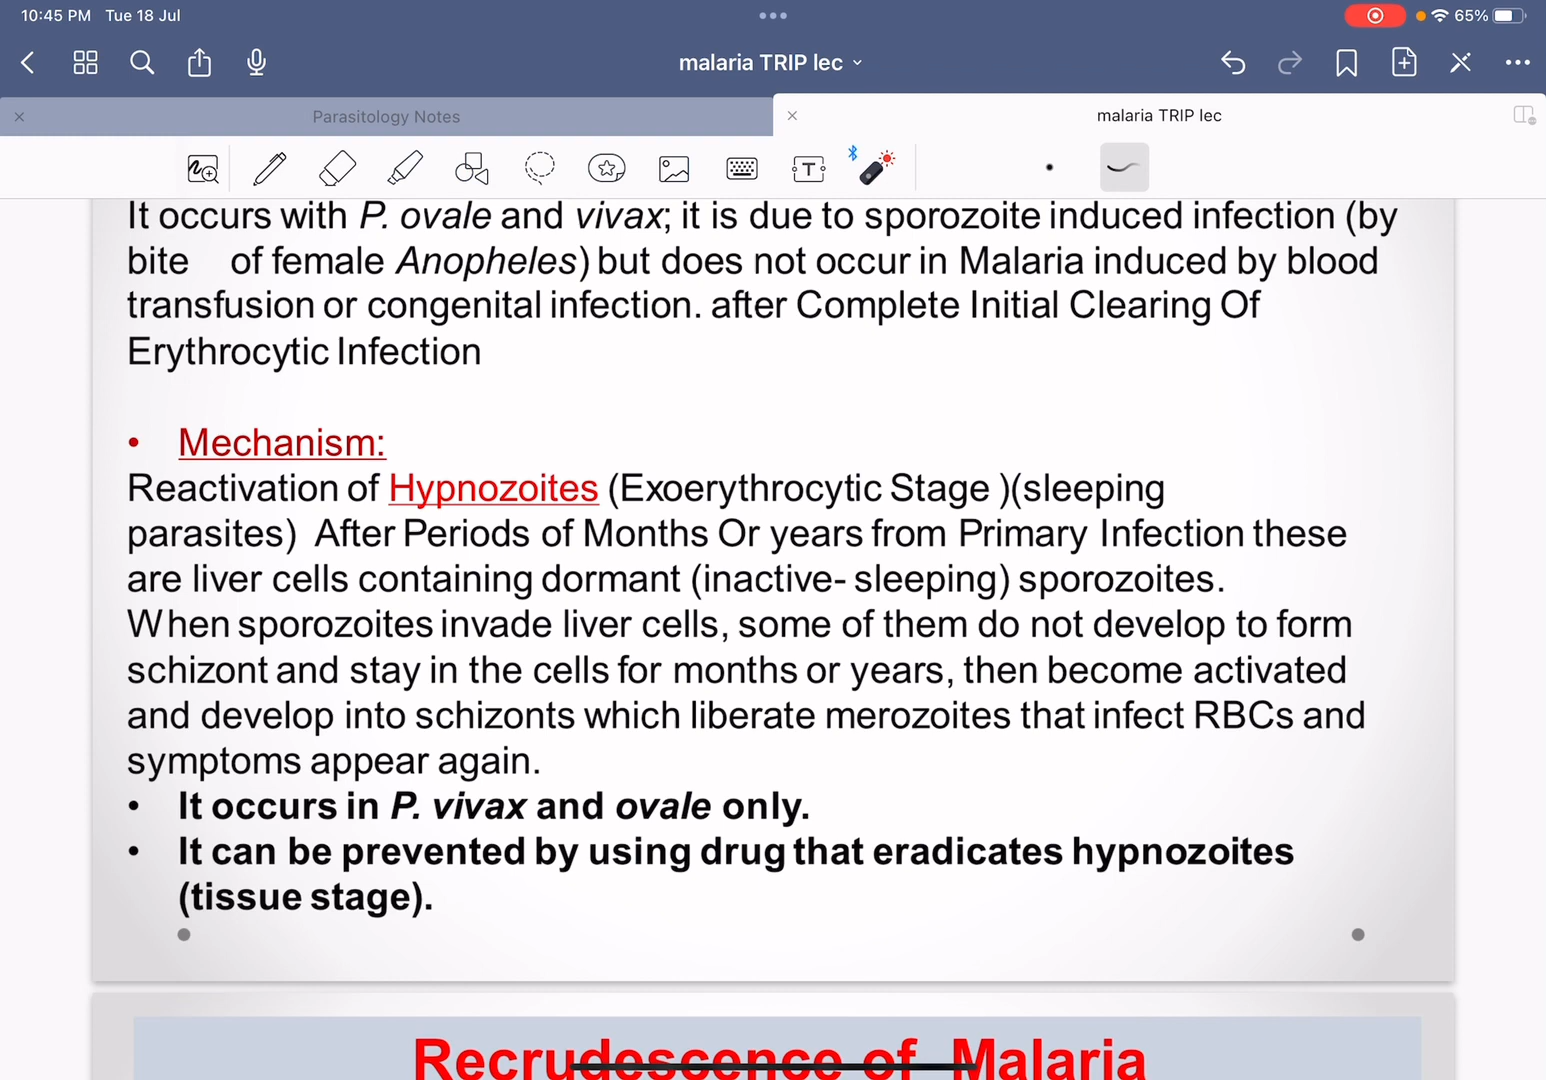 10:45 PM Tue 18 Jul
65%
malaria TRIP lec
Parasitology Notes
malaria TRIP lec
It occurs with P. ovale and vivax; it is due to sporozoite induced infection (by
bite of female Anopheles) but does not occur in Malaria induced by blood
transfusion or congenital infection. after Complete Initial Clearing Of
Erythrocytic Infection
• Mechanism:
Reactivation of Hypnozoites (Exoerythrocytic Stage )(sleeping
parasites) After Periods of Months Or years from Primary Infection these
are liver cells containing dormant (inactive- sleeping) sporozoites.
When sporozoites invade liver cells, some of them do not develop to form
schizont and stay in the cells for months or years, then become activated
and develop into schizonts which liberate merozoites that infect RBCs and
symptoms appear again.
• It occurs in P. vivax and ovale only.
• It can be prevented by using drug that eradicates hypnozoites
(tissue stage).
Recrudescence of Malaria